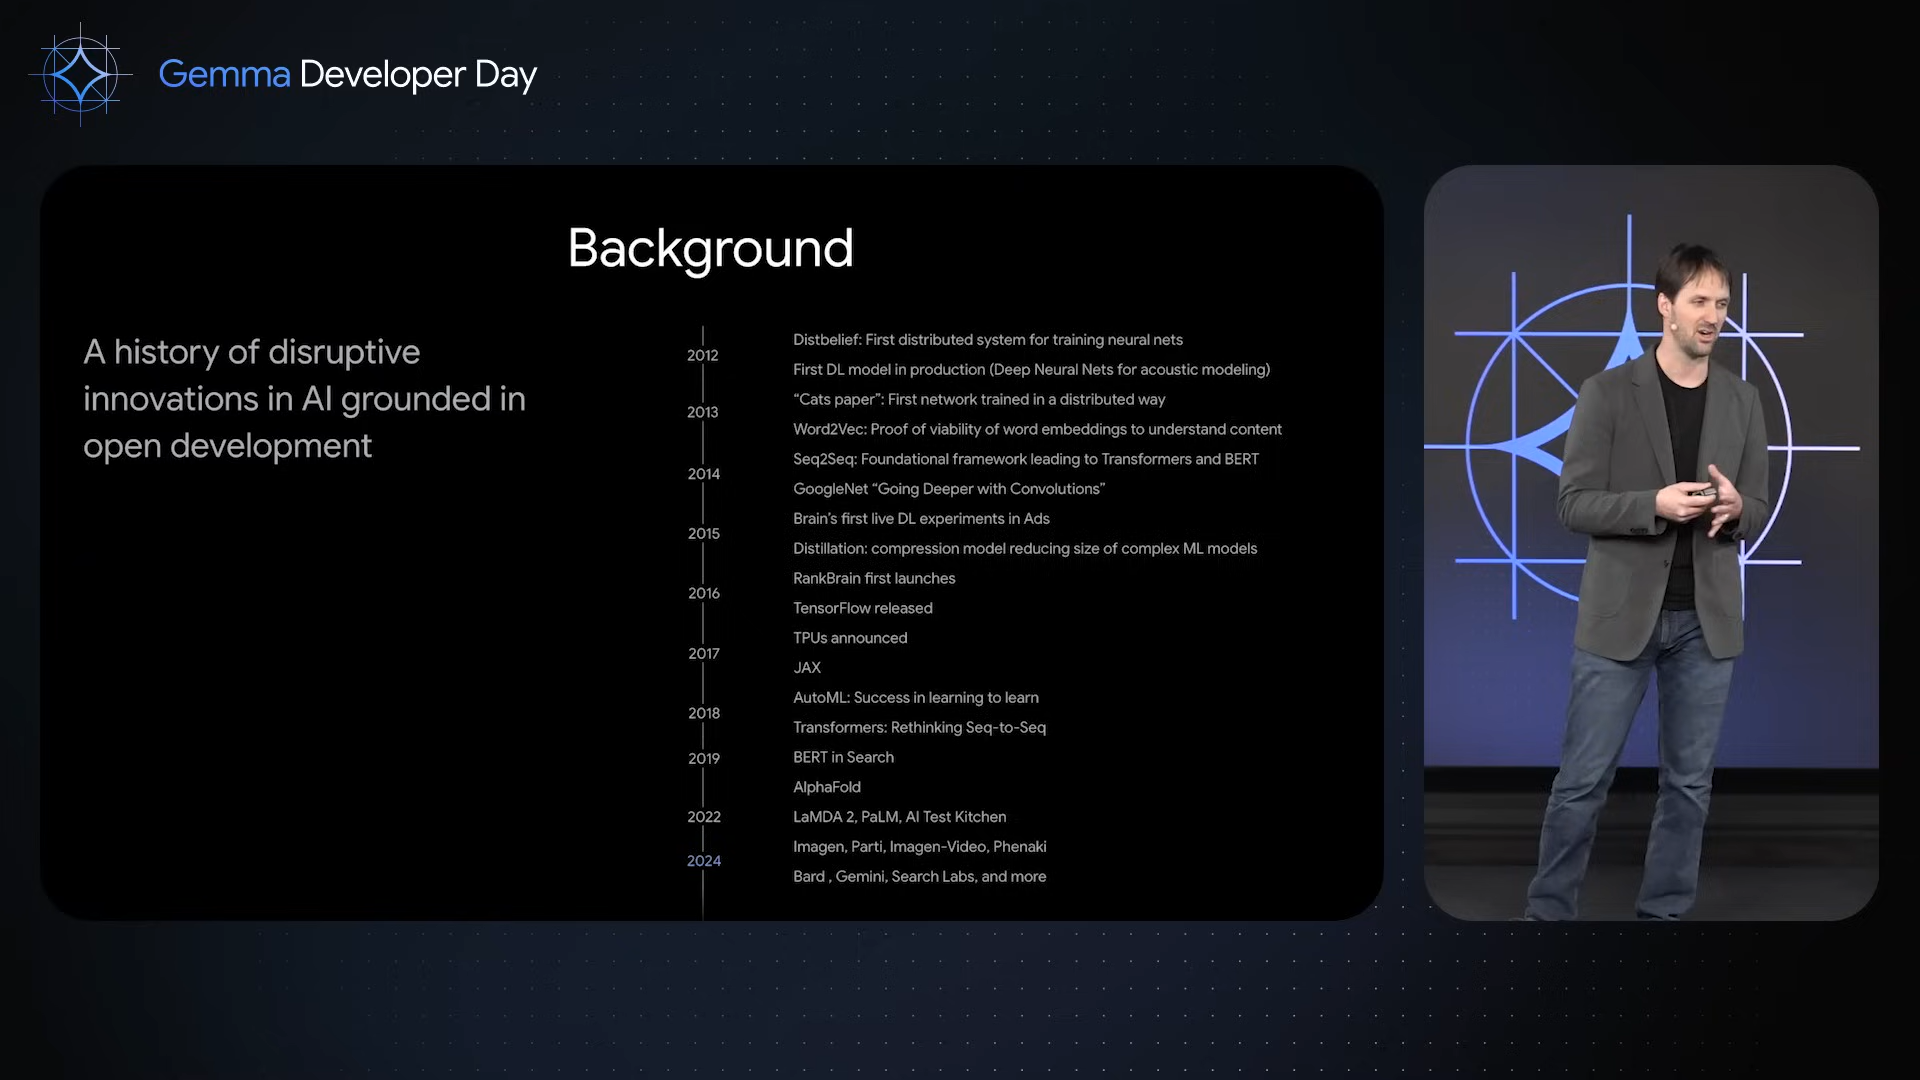 Gemma Developer Day
Background
A history of disruptive
innovations in AI grounded in
open development
2012
2013
2014
2015
2016
2017
2018
2019
2022
2024
Distbelief: First distributed system for training neural nets
First DL model in production (Deep Neural Nets for acoustic modeling)
“Cats paper”: First network trained in a distributed way
Word2Vec: Proof of viability of word embeddings to understand content
Seq2Seq: Foundational framework leading to Transformers and BERT
GoogleNet “Going Deeper with Convolutions”
Brain’s first live DL experiments in Ads
Distillation: compression model reducing size of complex ML models
RankBrain first launches
TensorFlow released
TPUs announced
JAX
AutoML: Success in learning to learn
Transformers: Rethinking Seq-to-Seq
BERT in Search
AlphaFold
LaMDA 2, PaLM, AI Test Kitchen
Imagen, Parti, Imagen-Video, Phenaki
Bard , Gemini, Search Labs, and more